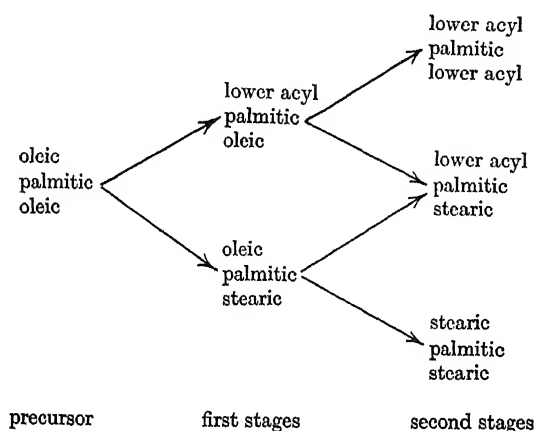 lower acyl
palmitic
lower acyl
lower acyl
palmitic
oleic
oleic
palmitic
oleic
lower acyl
palmitic
stearic
oleic
palmitic
stearic
stearic
palmitic
stearic
precursor first stages second stages